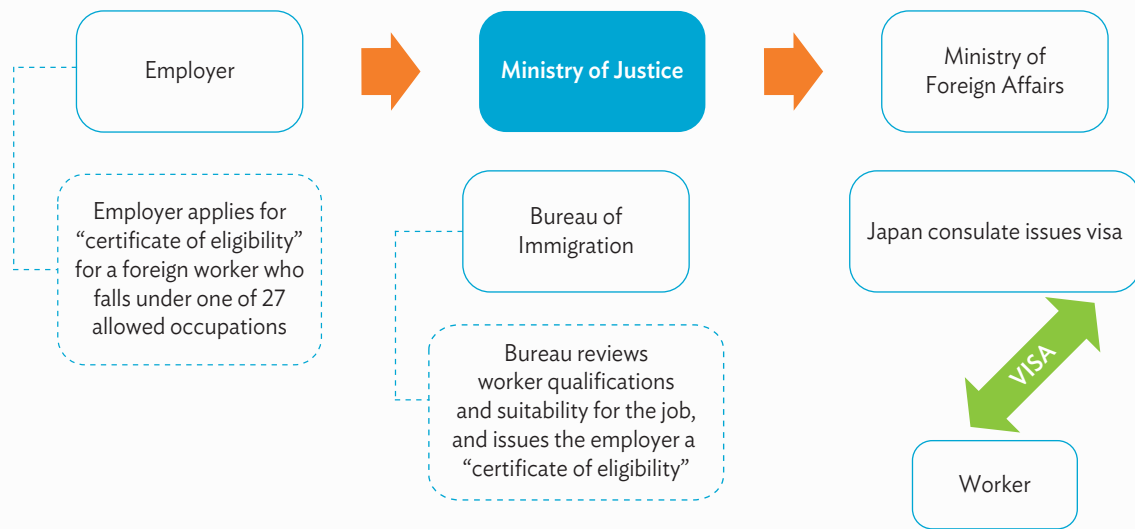 Employer
Ministry of Justice
Ministry of
Foreign Affairs
Employer applies for
“certificate of eligibility”
for a foreign worker who
falls under one of 27
allowed occupations
Bureau of
Immigration
Bureau reviews
worker qualifications
and suitability for the job,
and issues the employer a
“certificate of eligibility”
Japan consulate issues visa
VISA
Worker